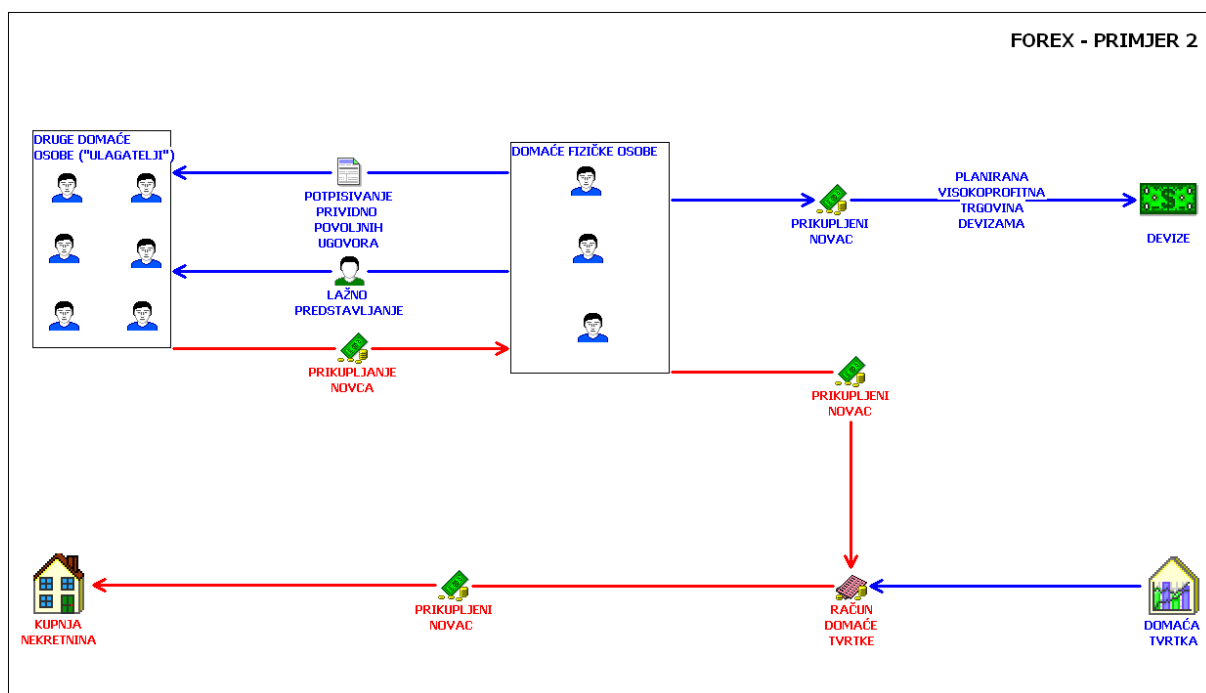 FOREX - PRIMJER 2
DRUGE DOMAĆE
OSOBE ("ULAGATELJI")
DOMAĆE FIZIČKE OSOBE
POTPISIVANJE
PRIVIDNO
POVOLJNIH
UGOVORA
PRIKUPLJENI
NOVAC
PLANIRANA
VISOKOPROFITNA
TRGOVINA
DEVIZAMA
DEVIZE
LAŽNO
PREDSTAVLJANJE
PRIKUPLJANJE
NOVCA
PRIKUPLJENI
NOVAC
KUPNJA
NEKRETNINA
PRIKUPLJENI
NOVAC
RAČUN
DOMAĆE
TVRTKE
DOMAĆA
TVRTKA